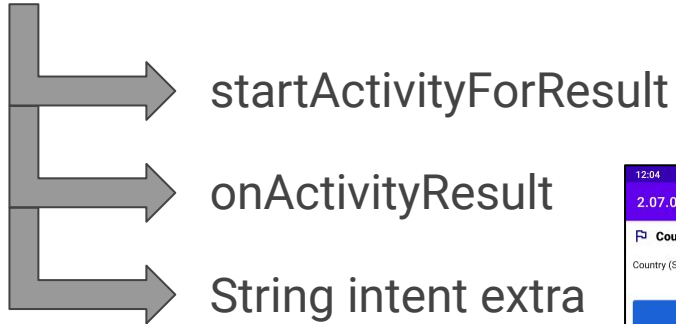 startActivityForResult
onActivityResult
String intent extra
12:04
2.07.0
Cou
Country (S